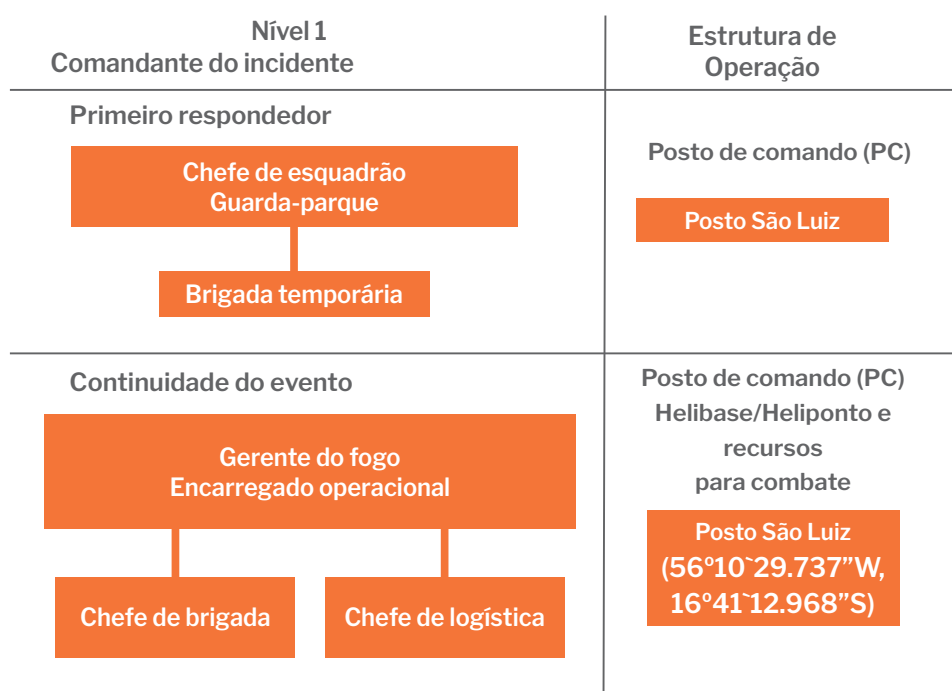 Nível 1
Comandante do incidente
Estrutura de
Operação
Primeiro respondedor
Chefe de esquadrão
Guarda-parque
Brigada temporária
Posto de comando (PC)
Posto São Luiz
Continuidade do evento
Gerente do fogo
Encarregado operacional
Chefe de brigada
Chefe de logística
Posto de comando (PC)
Helibase/Heliponto e
recursos
para combate
Posto São Luiz
(56º10`29.737”W,
16º41`12.968”S)